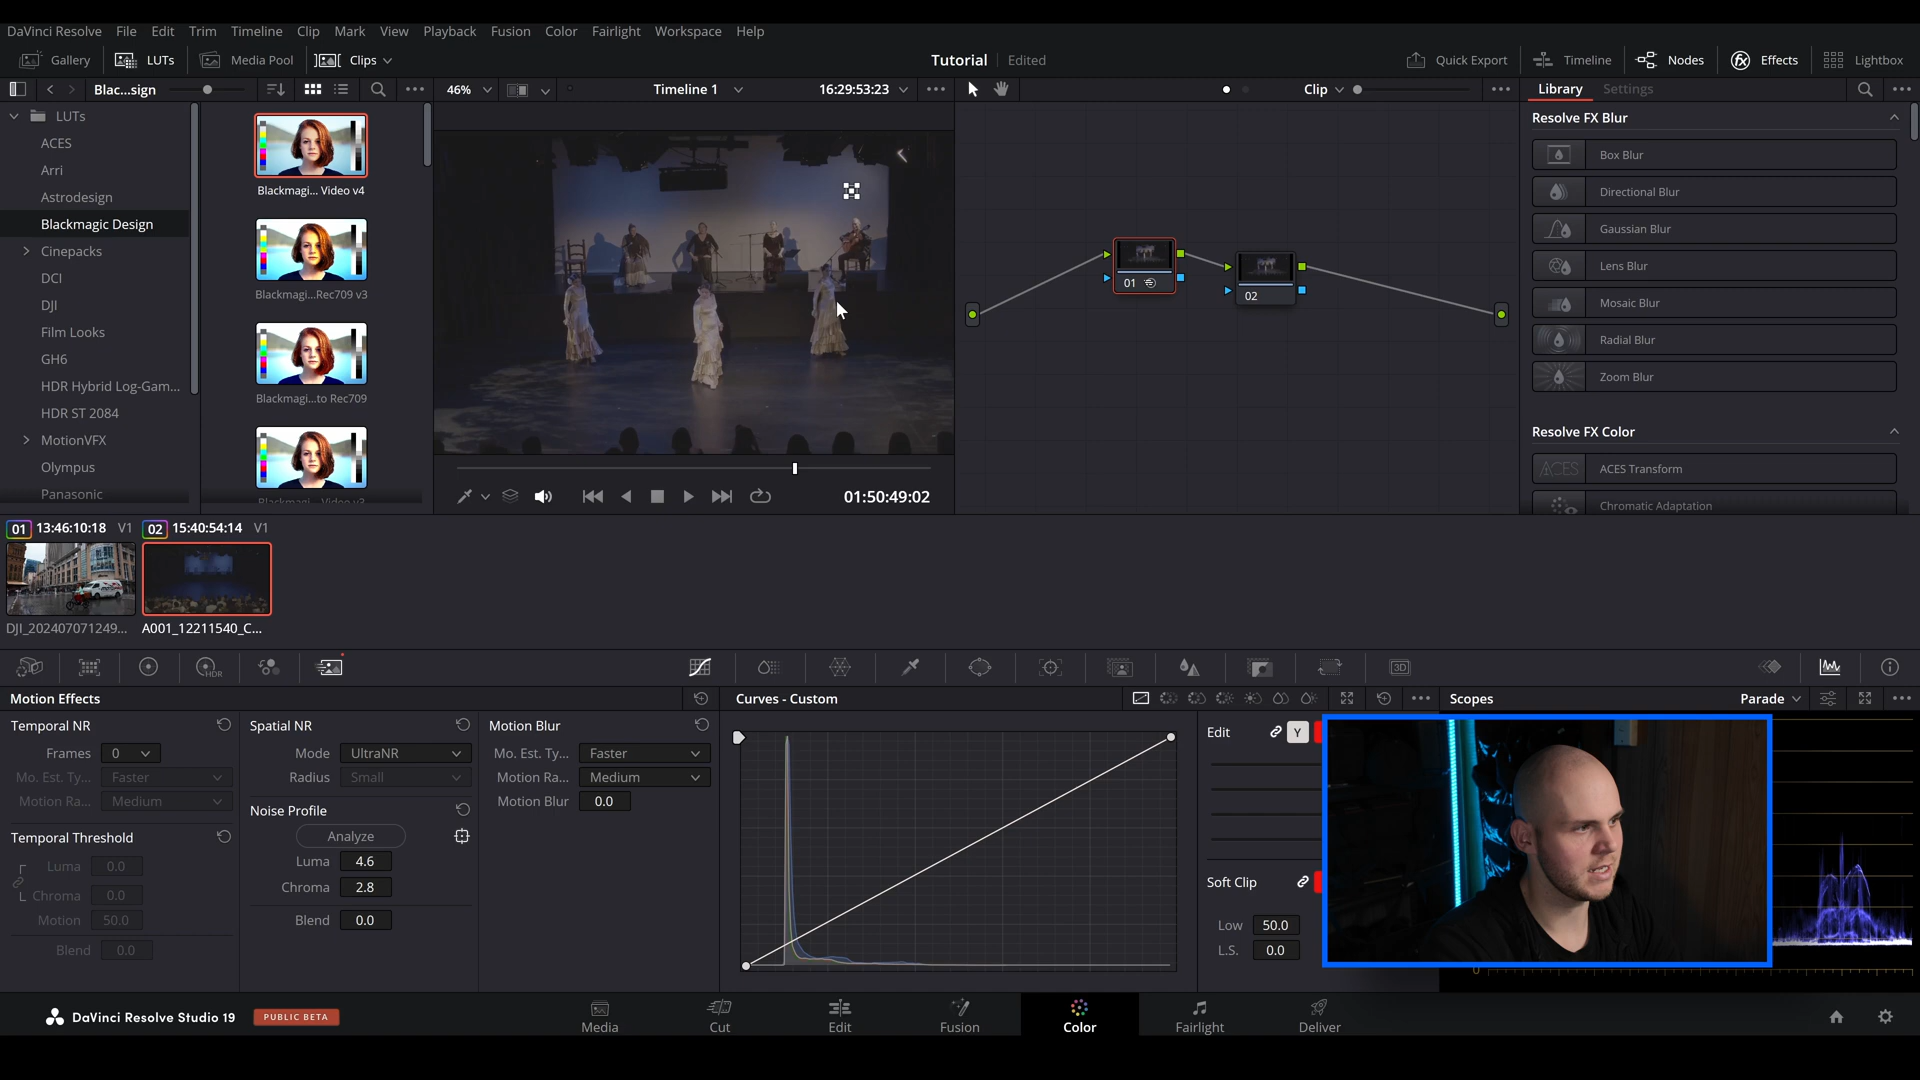 DaVinci Resolve File Edit Trim Timeline Clip Mark View Playback Fusion Color Fairlight Workspace Help
Gallery LUTs Media Pool Clips Tutorial Edited Quick Export Timeline Nodes Effects Lightbox
Blac...sign 46% Timeline 1 16:29:53:23 Clip Library Settings
LUTs
ACES
Arri
Astrodesign
Blackmagic Design
Cinepacks
DCI
DJI
Film Looks
GH6
HDR Hybrid Log-Gam...
HDR ST 2084
MotionVFX
Olympus
Panasonic
Blackmagi... Video v4
Blackmagi...Rec709 v3
Blackmagi...to Rec709
Blackmagi... Video v3
01:50:49:02
01
02
Resolve FX Blur
Box Blur
Directional Blur
Gaussian Blur
Lens Blur
Mosaic Blur
Radial Blur
Zoom Blur
Resolve FX Color
ACES ACES Transform
Chromatic Adaptation
01 13:46:10:18 V1 02 15:40:54:14 V1
DJI_202407071249... A001_12211540_C...
HDR 3D
Motion Effects
Temporal NR
Frames 0
Mo. Est. Ty... Faster
Motion Ra... Medium
Temporal Threshold
Luma 0.0
Chroma 0.0
Motion 50.0
Blend 0.0
Spatial NR
Mode UltraNR
Radius Small
Noise Profile
Analyze
Luma 4.6
Chroma 2.8
Blend 0.0
Motion Blur
Mo. Est. Ty... Faster
Motion Ra... Medium
Motion Blur 0.0
Curves - Custom
Edit Y
Soft Clip
Low 50.0
L.S. 0.0
Scopes Parade
0
DaVinci Resolve Studio 19 PUBLIC BETA
Media Cut Edit Fusion Color Fairlight Deliver